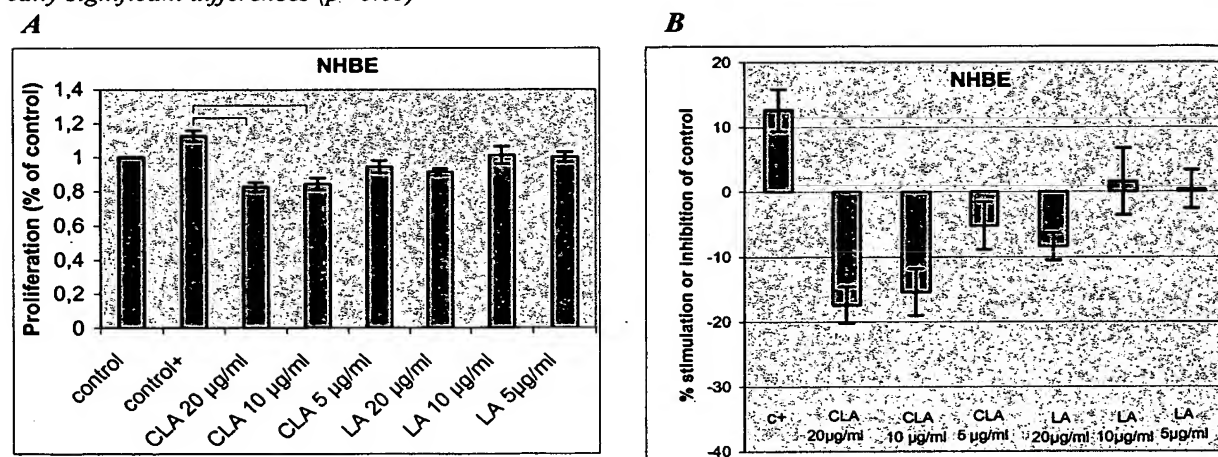 significant differences
A
B
NHBE
Proliferation (% of control)
1,4
1,2
1
0,8
0,6
0,4
0,2
0
control
control+
CLA 20 µg/ml
CLA 10 µg/ml
CLA 5 µg/ml
LA 20 µg/ml
LA 10 µg/ml
LA 5µg/ml
NHBE
% stimulation or inhibition of control
20
10
0
-10
-20
-30
-40
c+
CLA 20µg/ml
CLA 10 µg/ml
CLA 5 µg/ml
LA 20µg/ml
LA 10µg/ml
LA 5µg/ml